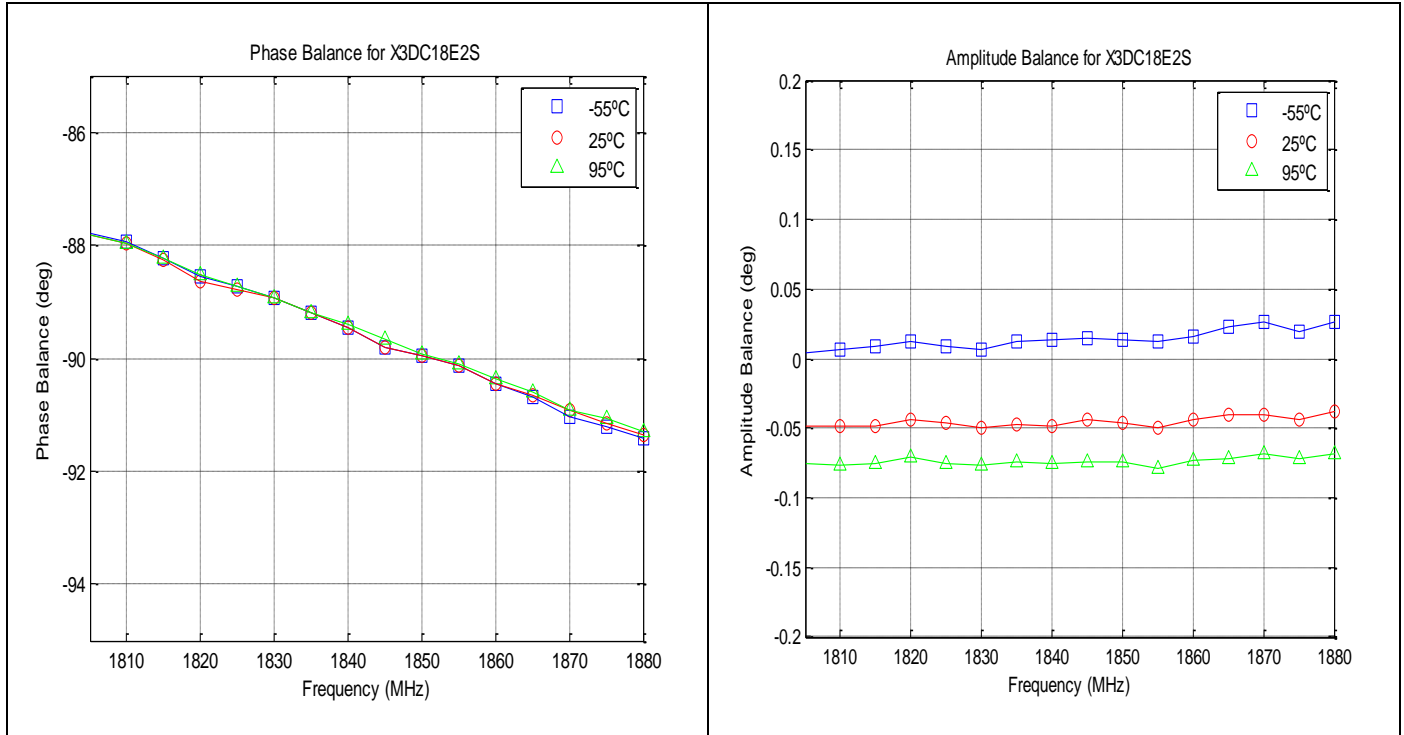 Phase Balance for X3DC18E2S
-55ºC
25ºC
95ºC
Phase Balance (deg)
-86
-88
-90
-92
-94
1810 1820 1830 1840 1850 1860 1870 1880
Frequency (MHz)
Amplitude Balance for X3DC18E2S
-55ºC
25ºC
95ºC
Amplitude Balance (deg)
0.2
0.15
0.1
0.05
0
-0.05
-0.1
-0.15
-0.2
1810 1820 1830 1840 1850 1860 1870 1880
Frequency (MHz)